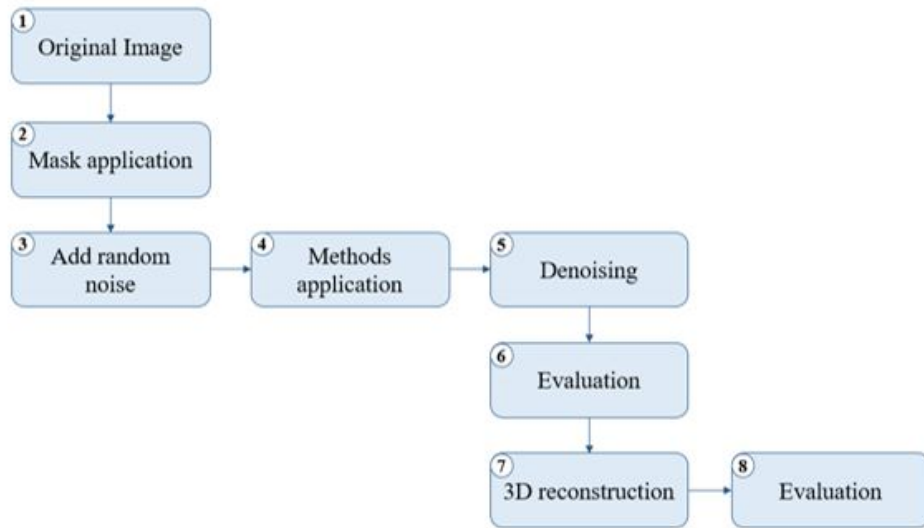 1
Original Image
2
Mask application
3
Add random
noise
4
Methods
application
5
Denoising
6
Evaluation
7
3D reconstruction
8
Evaluation